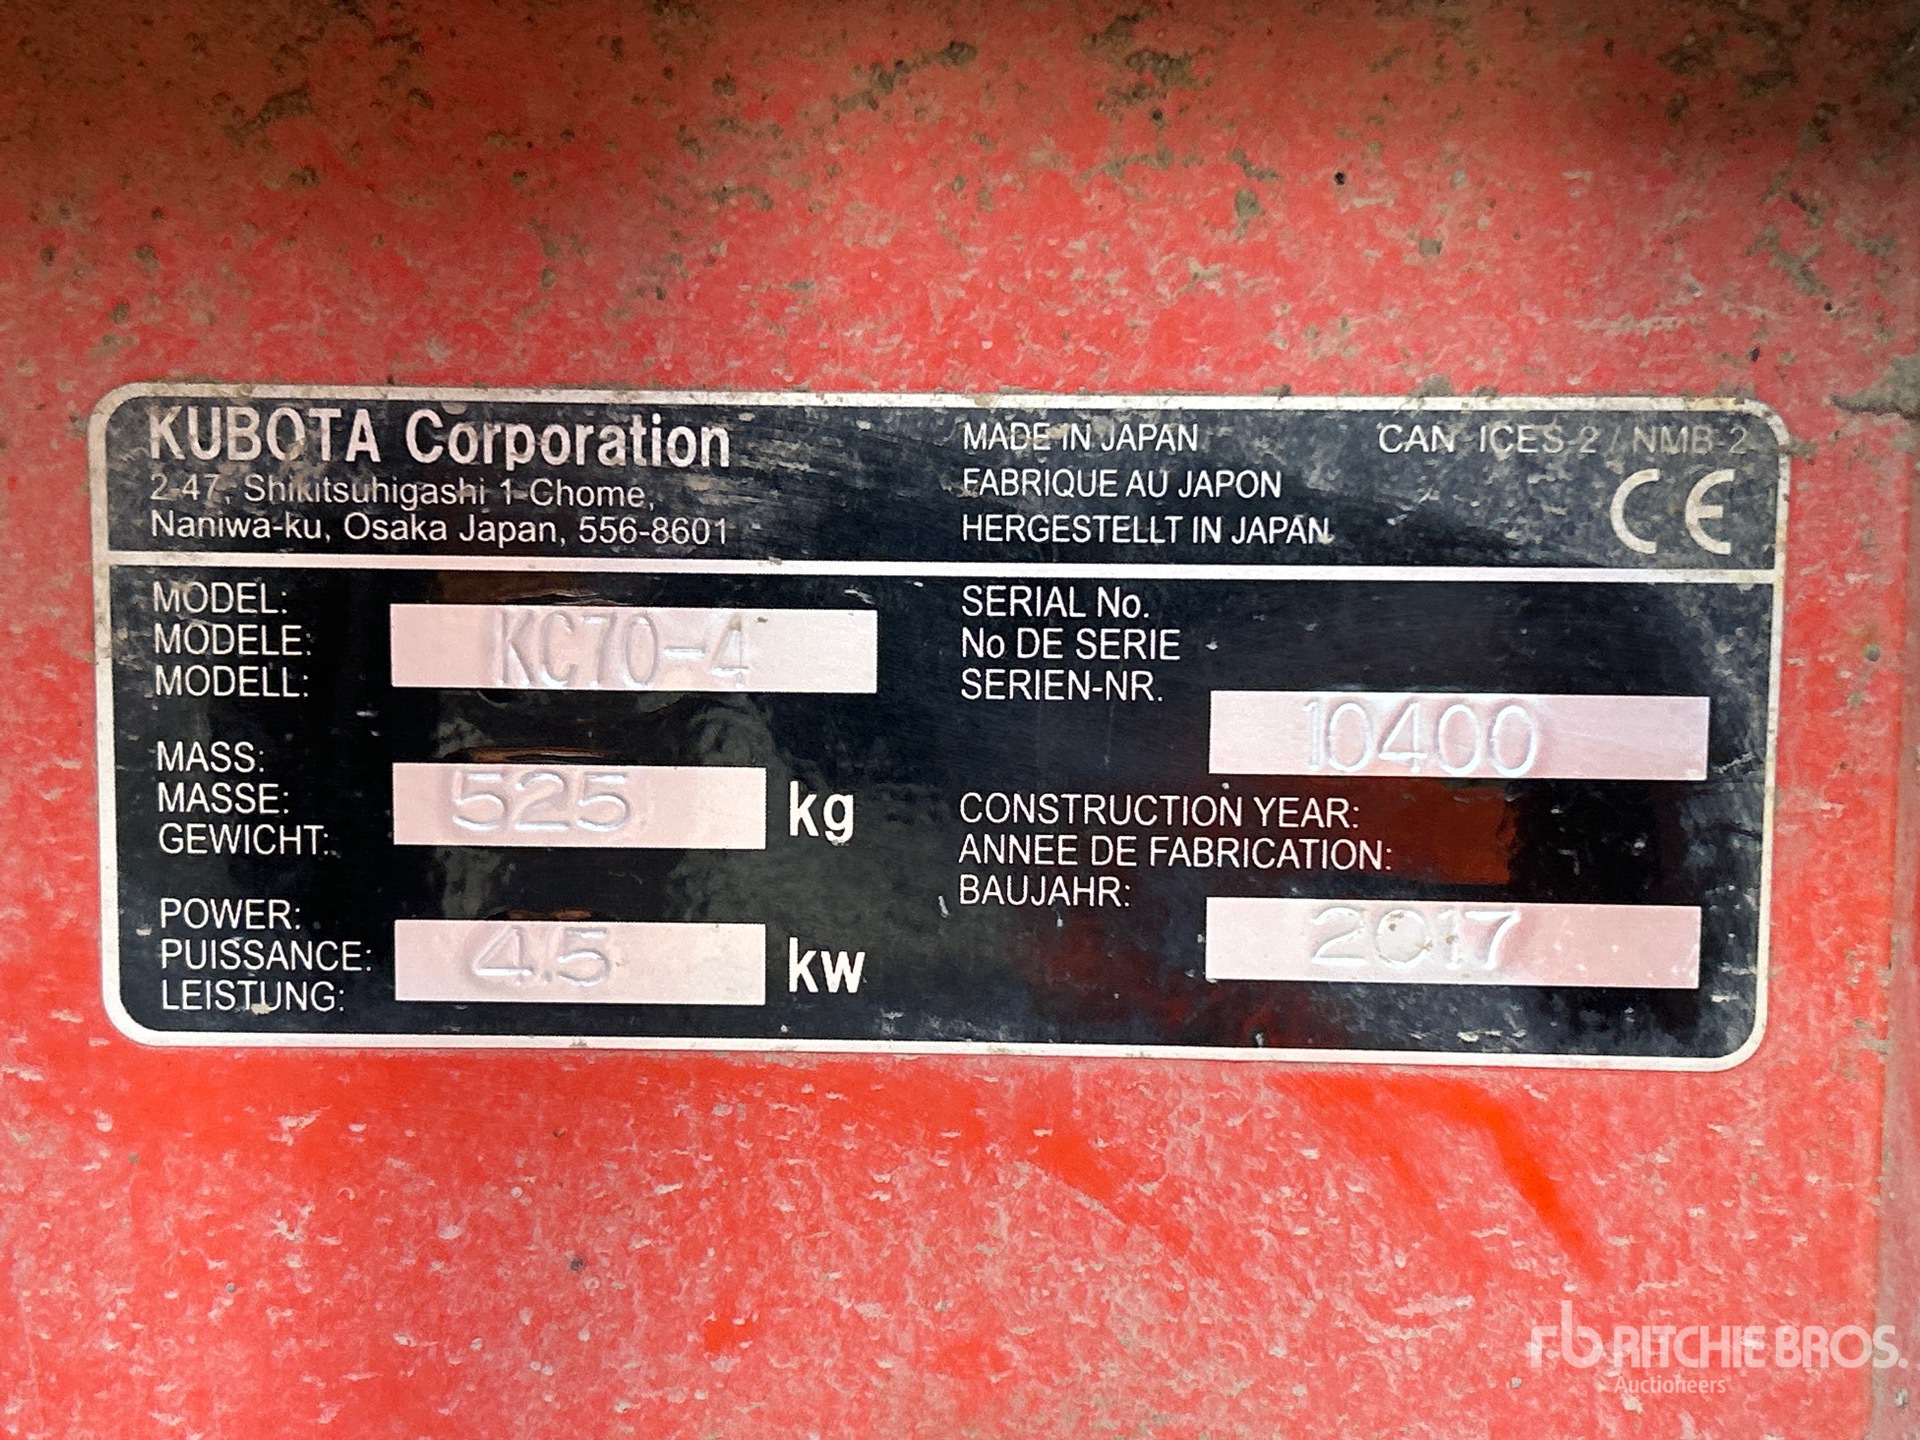 KUBOTA Corporation
2-47, Shikitsuhigashi 1-Chome,
Naniwa-ku, Osaka Japan, 556-8601
MADE IN JAPAN
FABRIQUE AU JAPON
HERGESTELLT IN JAPAN
CAN ICES-2 / NMB-2
CE
MODEL:
MODELE:
MODELL:
KC70-4
MASS:
MASSE:
GEWICHT:
525 kg
POWER:
PUISSANCE:
LEISTUNG:
4.5 kw
SERIAL No.
No DE SERIE
SERIEN-NR.
10400
CONSTRUCTION YEAR:
ANNEE DE FABRICATION:
BAUJAHR:
2017
rb RITCHIE BROS.
Auctioneers